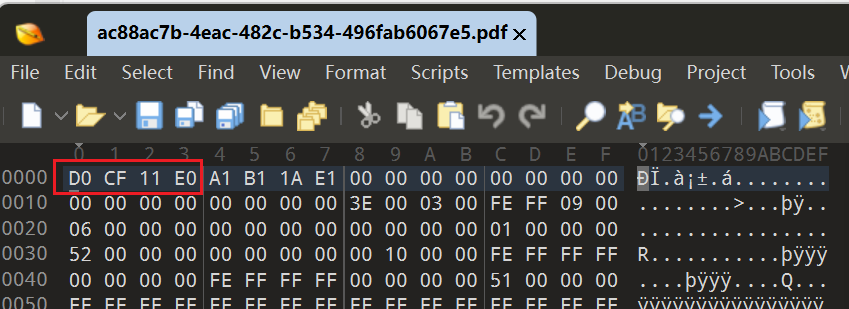 ac88ac7b-4eac-482c-b534-496fab6067e5.pdf ×
File Edit Select Find View Format Scripts Templates Debug Project Tools
0 1 2 3 4 5 6 7 8 9 A B C D E F 0123456789ABCDEF
0000 D0 CF 11 E0 A1 B1 1A E1 00 00 00 00 00 00 00 00 ÐÏ.à¡±.á........
0010 00 00 00 00 00 00 00 00 3E 00 03 00 FE FF 09 00 ........>...þÿ..
0020 06 00 00 00 00 00 00 00 00 00 00 00 01 00 00 00 ................
0030 52 00 00 00 00 00 00 00 00 10 00 00 FE FF FF FF R...........þÿÿÿ
0040 00 00 00 00 FE FF FF FF 00 00 00 00 51 00 00 00 ....þÿÿÿ....Q...
0050 FF FF FF FF FF FF FF FF FF FF FF FF FF FF FF FF ÿÿÿÿÿÿÿÿÿÿÿÿÿÿÿÿ